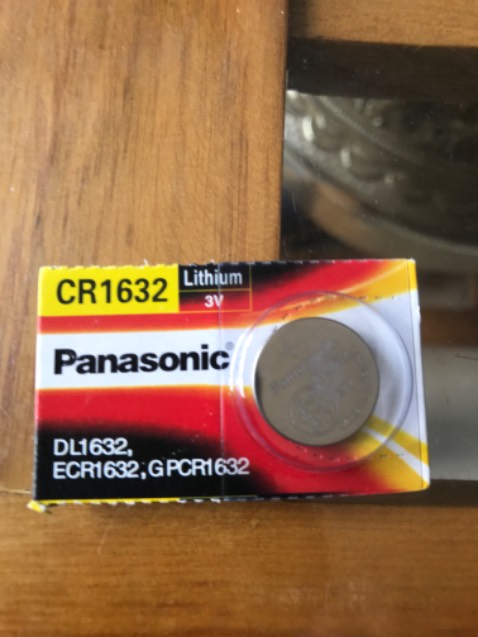 CR1632
Lithium
3V
Panasonic
DL1632,
ECR1632,GPCR1632